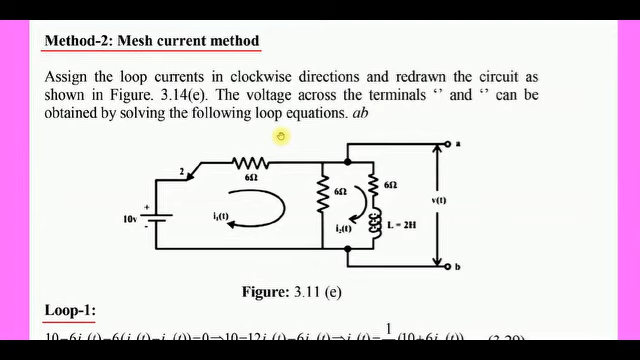 Method-2: Mesh current method
Assign the loop currents in clockwise directions and redrawn the circuit as
shown in Figure. 3.14(e). The voltage across the terminals ‘’ and ‘’ can be
obtained by solving the following loop equations. ab
a
2
6Ω
6Ω
6Ω
v(t)
10v
+
-
i₁(t)
i₂(t)
L = 2H
b
Figure: 3.11 (e)
Loop-1: